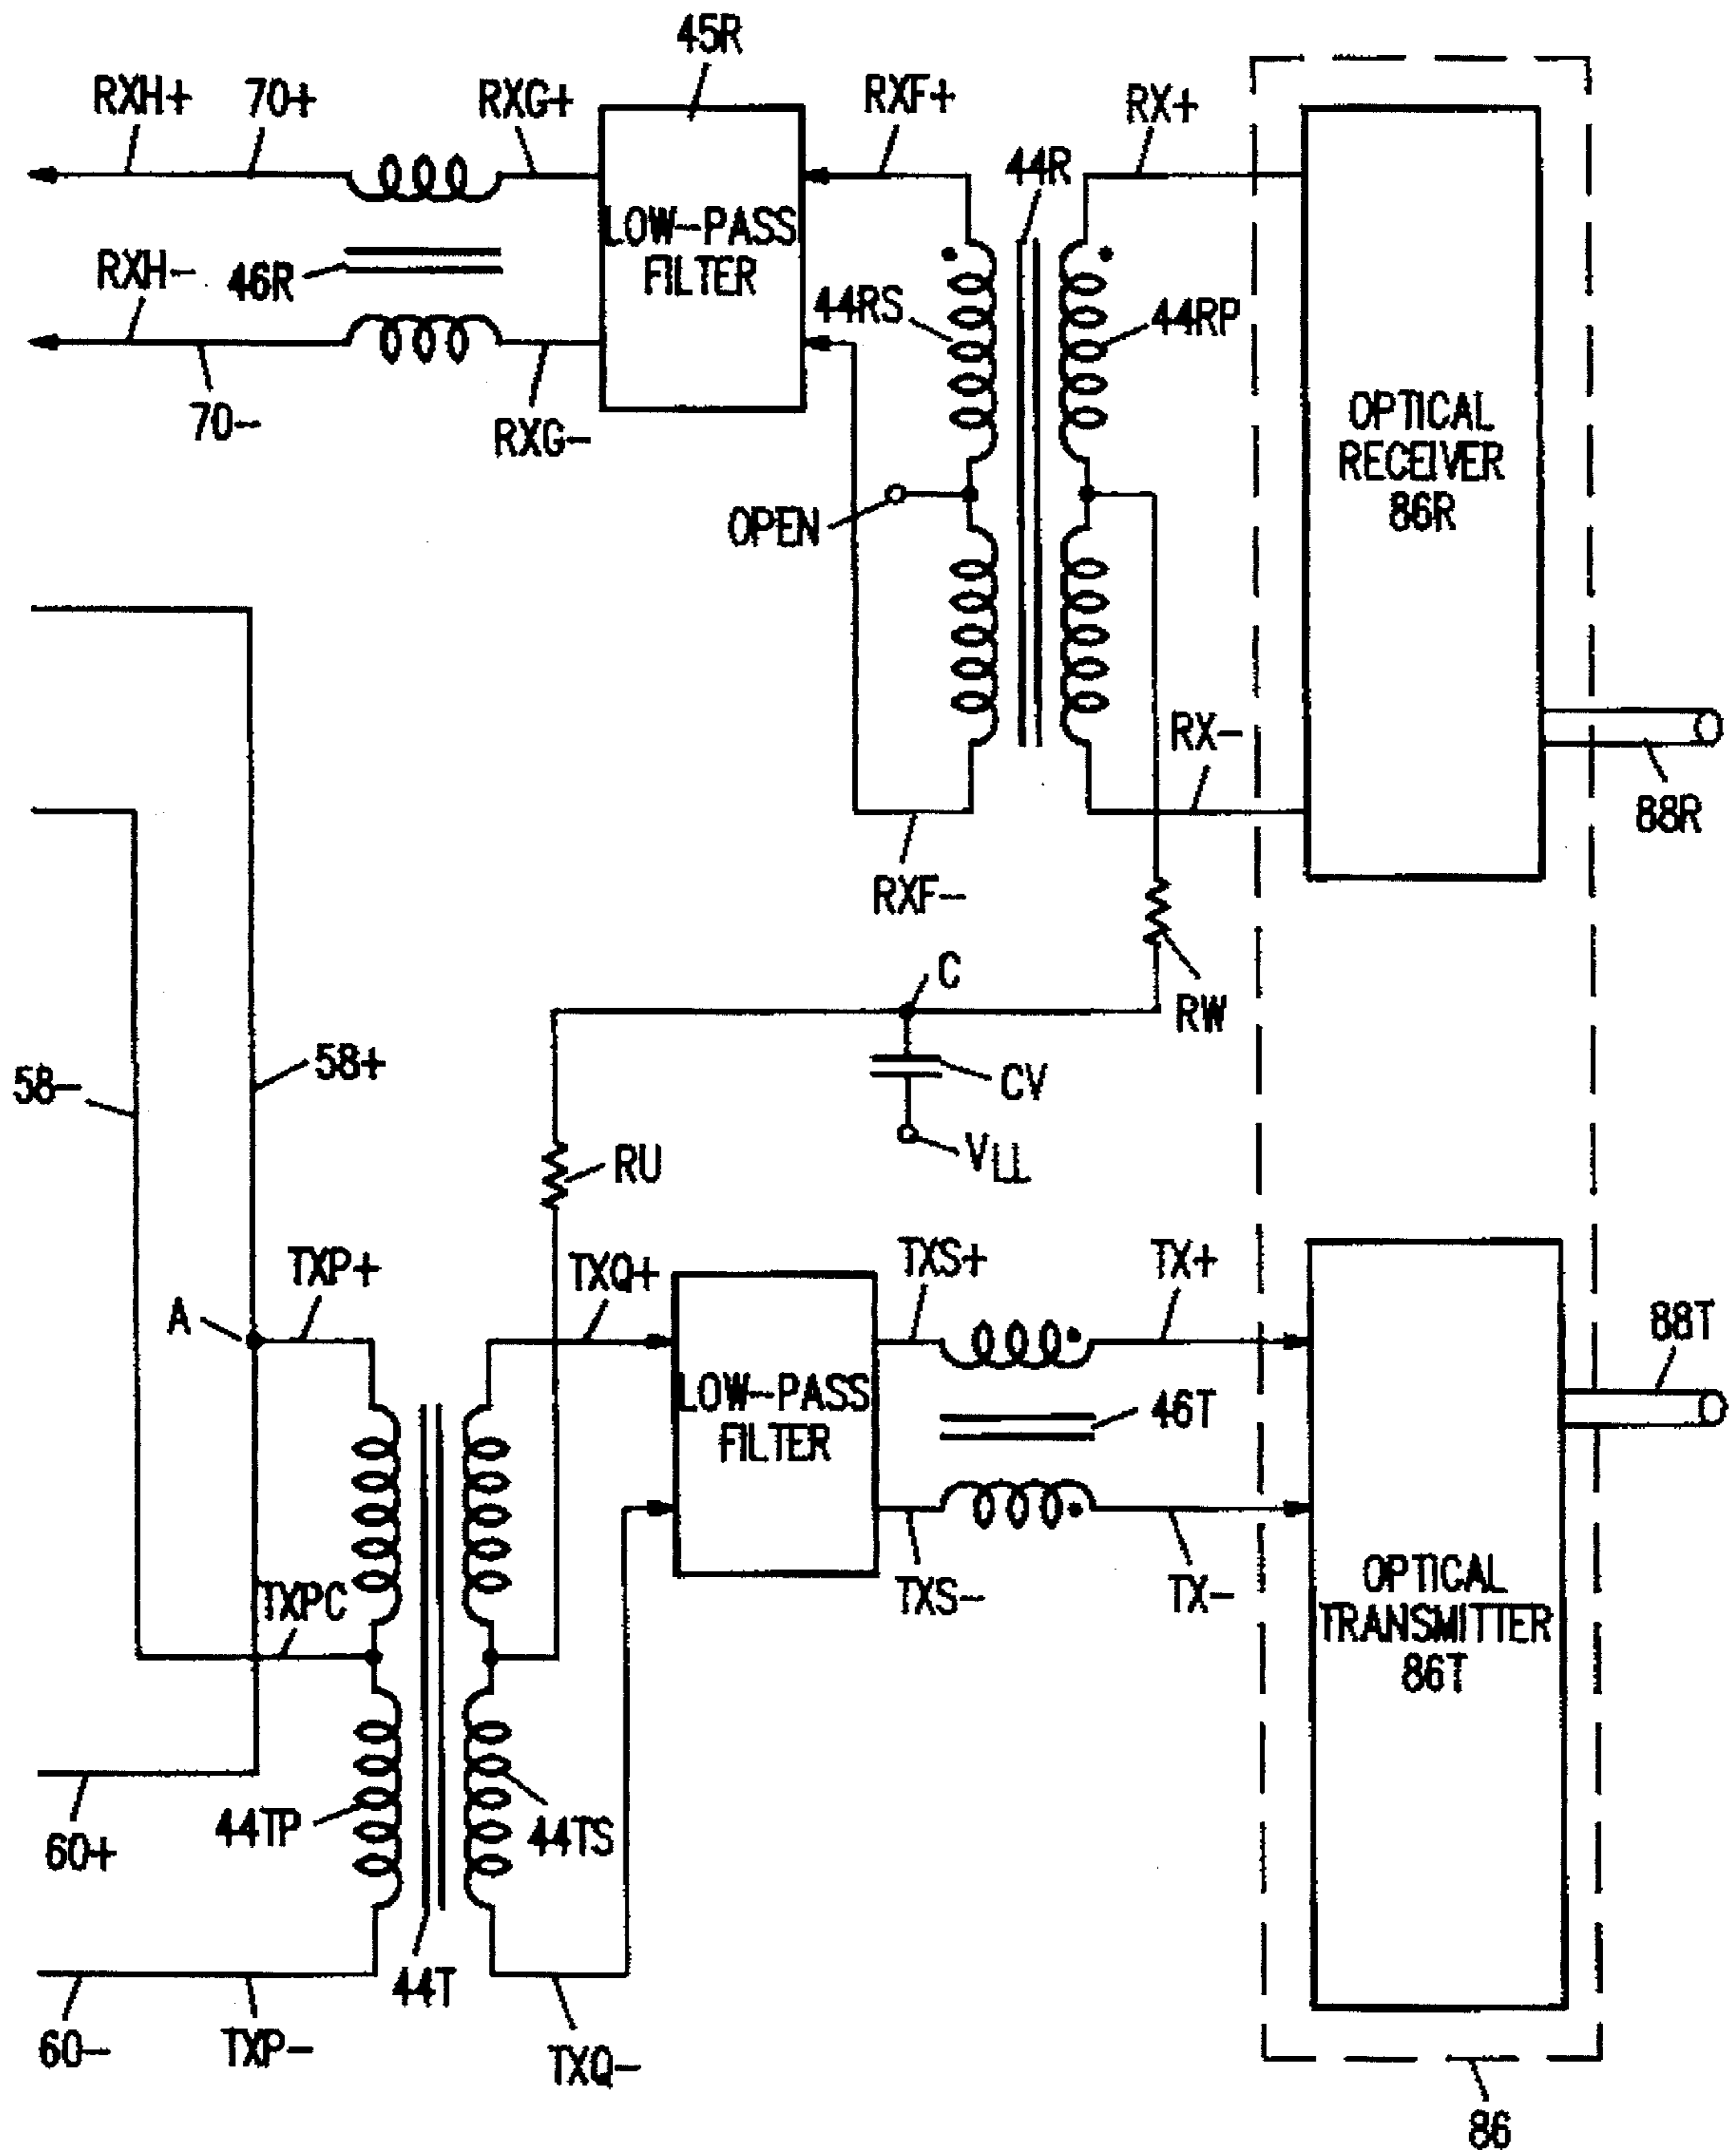 45R
RXH+
70+
RXG+
RXF+
RX+
44R
LOW-PASS
FILTER
RXH-
46R
44RS
44RP
70-
RXG-
OPTICAL
RECEIVER
86R
OPEN
RX-
88R
RXF-
C
RW
58+
58-
CV
RU
VLL
TXP+
TXQ+
TXS+
TX+
A
88T
LOW-PASS
FILTER
46T
TXPC
TXS-
TX-
OPTICAL
TRANSMITTER
86T
44TP
44TS
60+
44T
60-
TXP-
TXQ-
86